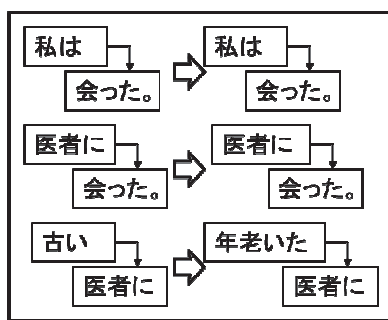 私は 私は
会った。 会った。
医者に 医者に
会った。 会った。
古い 年老いた
医者に 医者に